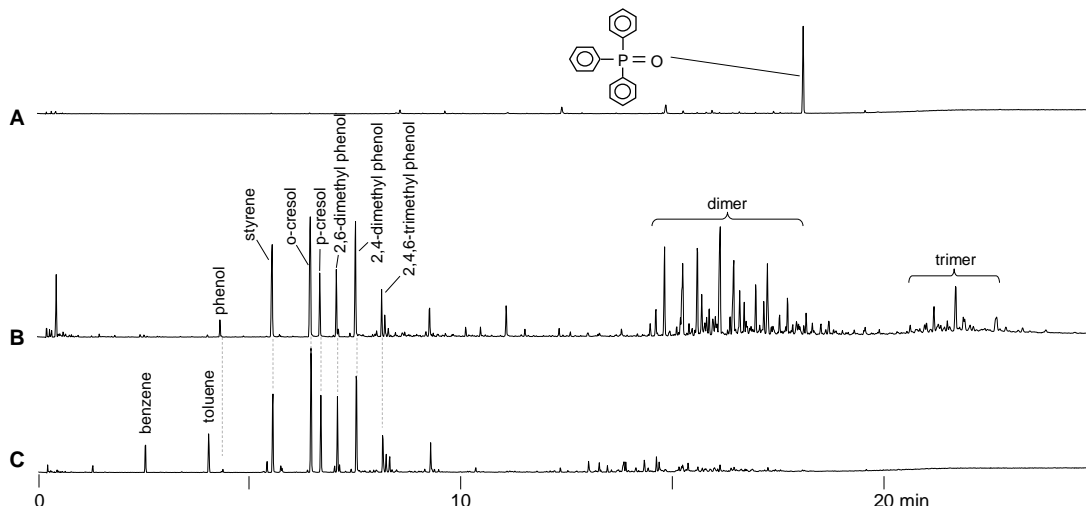 P = O
A
styrene
o-cresol
p-cresol
2,6-dimethyl phenol
2,4-dimethyl phenol
2,4,6-trimethyl phenol
phenol
dimer
trimer
B
benzene
toluene
C
0
10
20 min